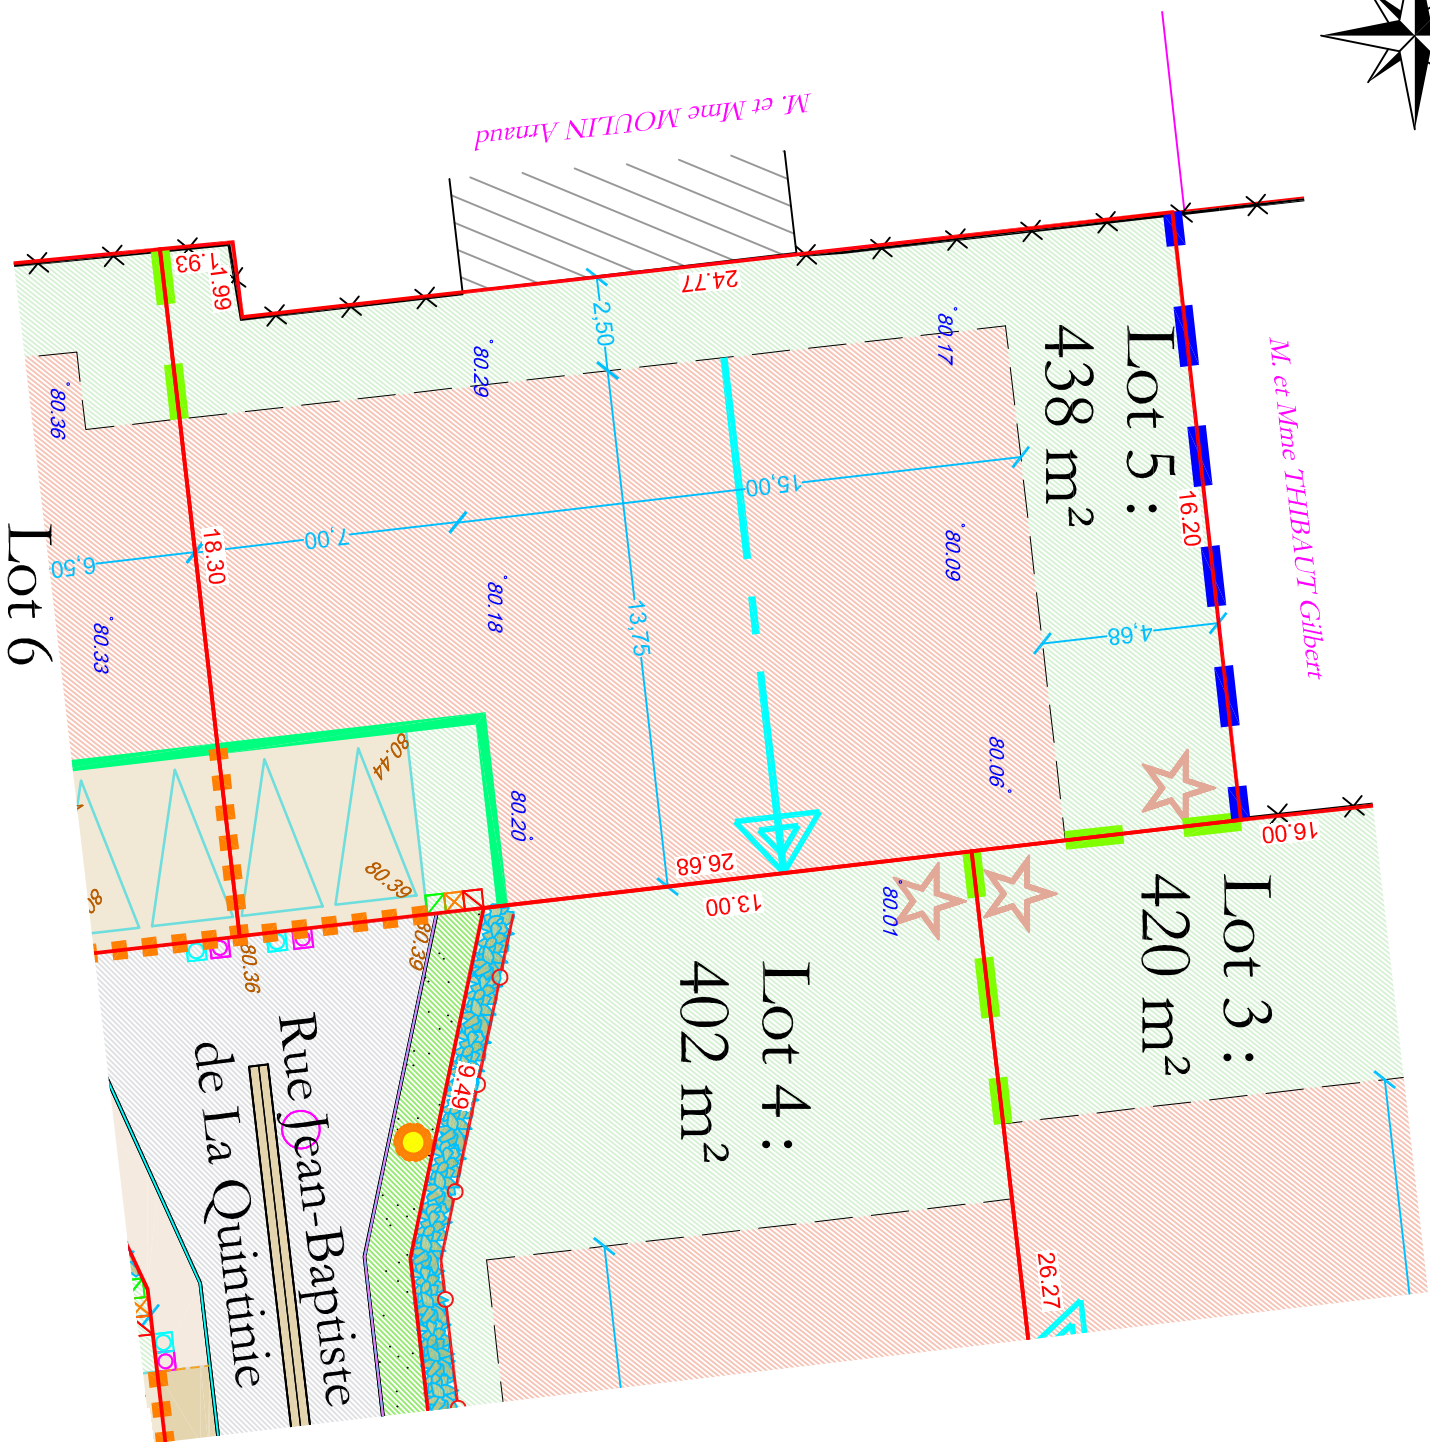 M. et Mme MOULIN Arnaud
1.93
1.99
24.77
2,50
80.17
80.29
80.36
Lot 5 :
438 m²
M. et Mme THIBAUT Gilbert
15,00
16.20
7,00
6,50
18.30
Lot 6
80.09
80.18
13,75
80.33
4,68
80.06
80.44
80.20
26.68
16.00
13.00
80.39
80.01
80.39
80.36
Lot 3 :
420 m²
Lot 4 :
402 m²
9.49
Rue Jean-Baptiste
de La Quintinie
26.27